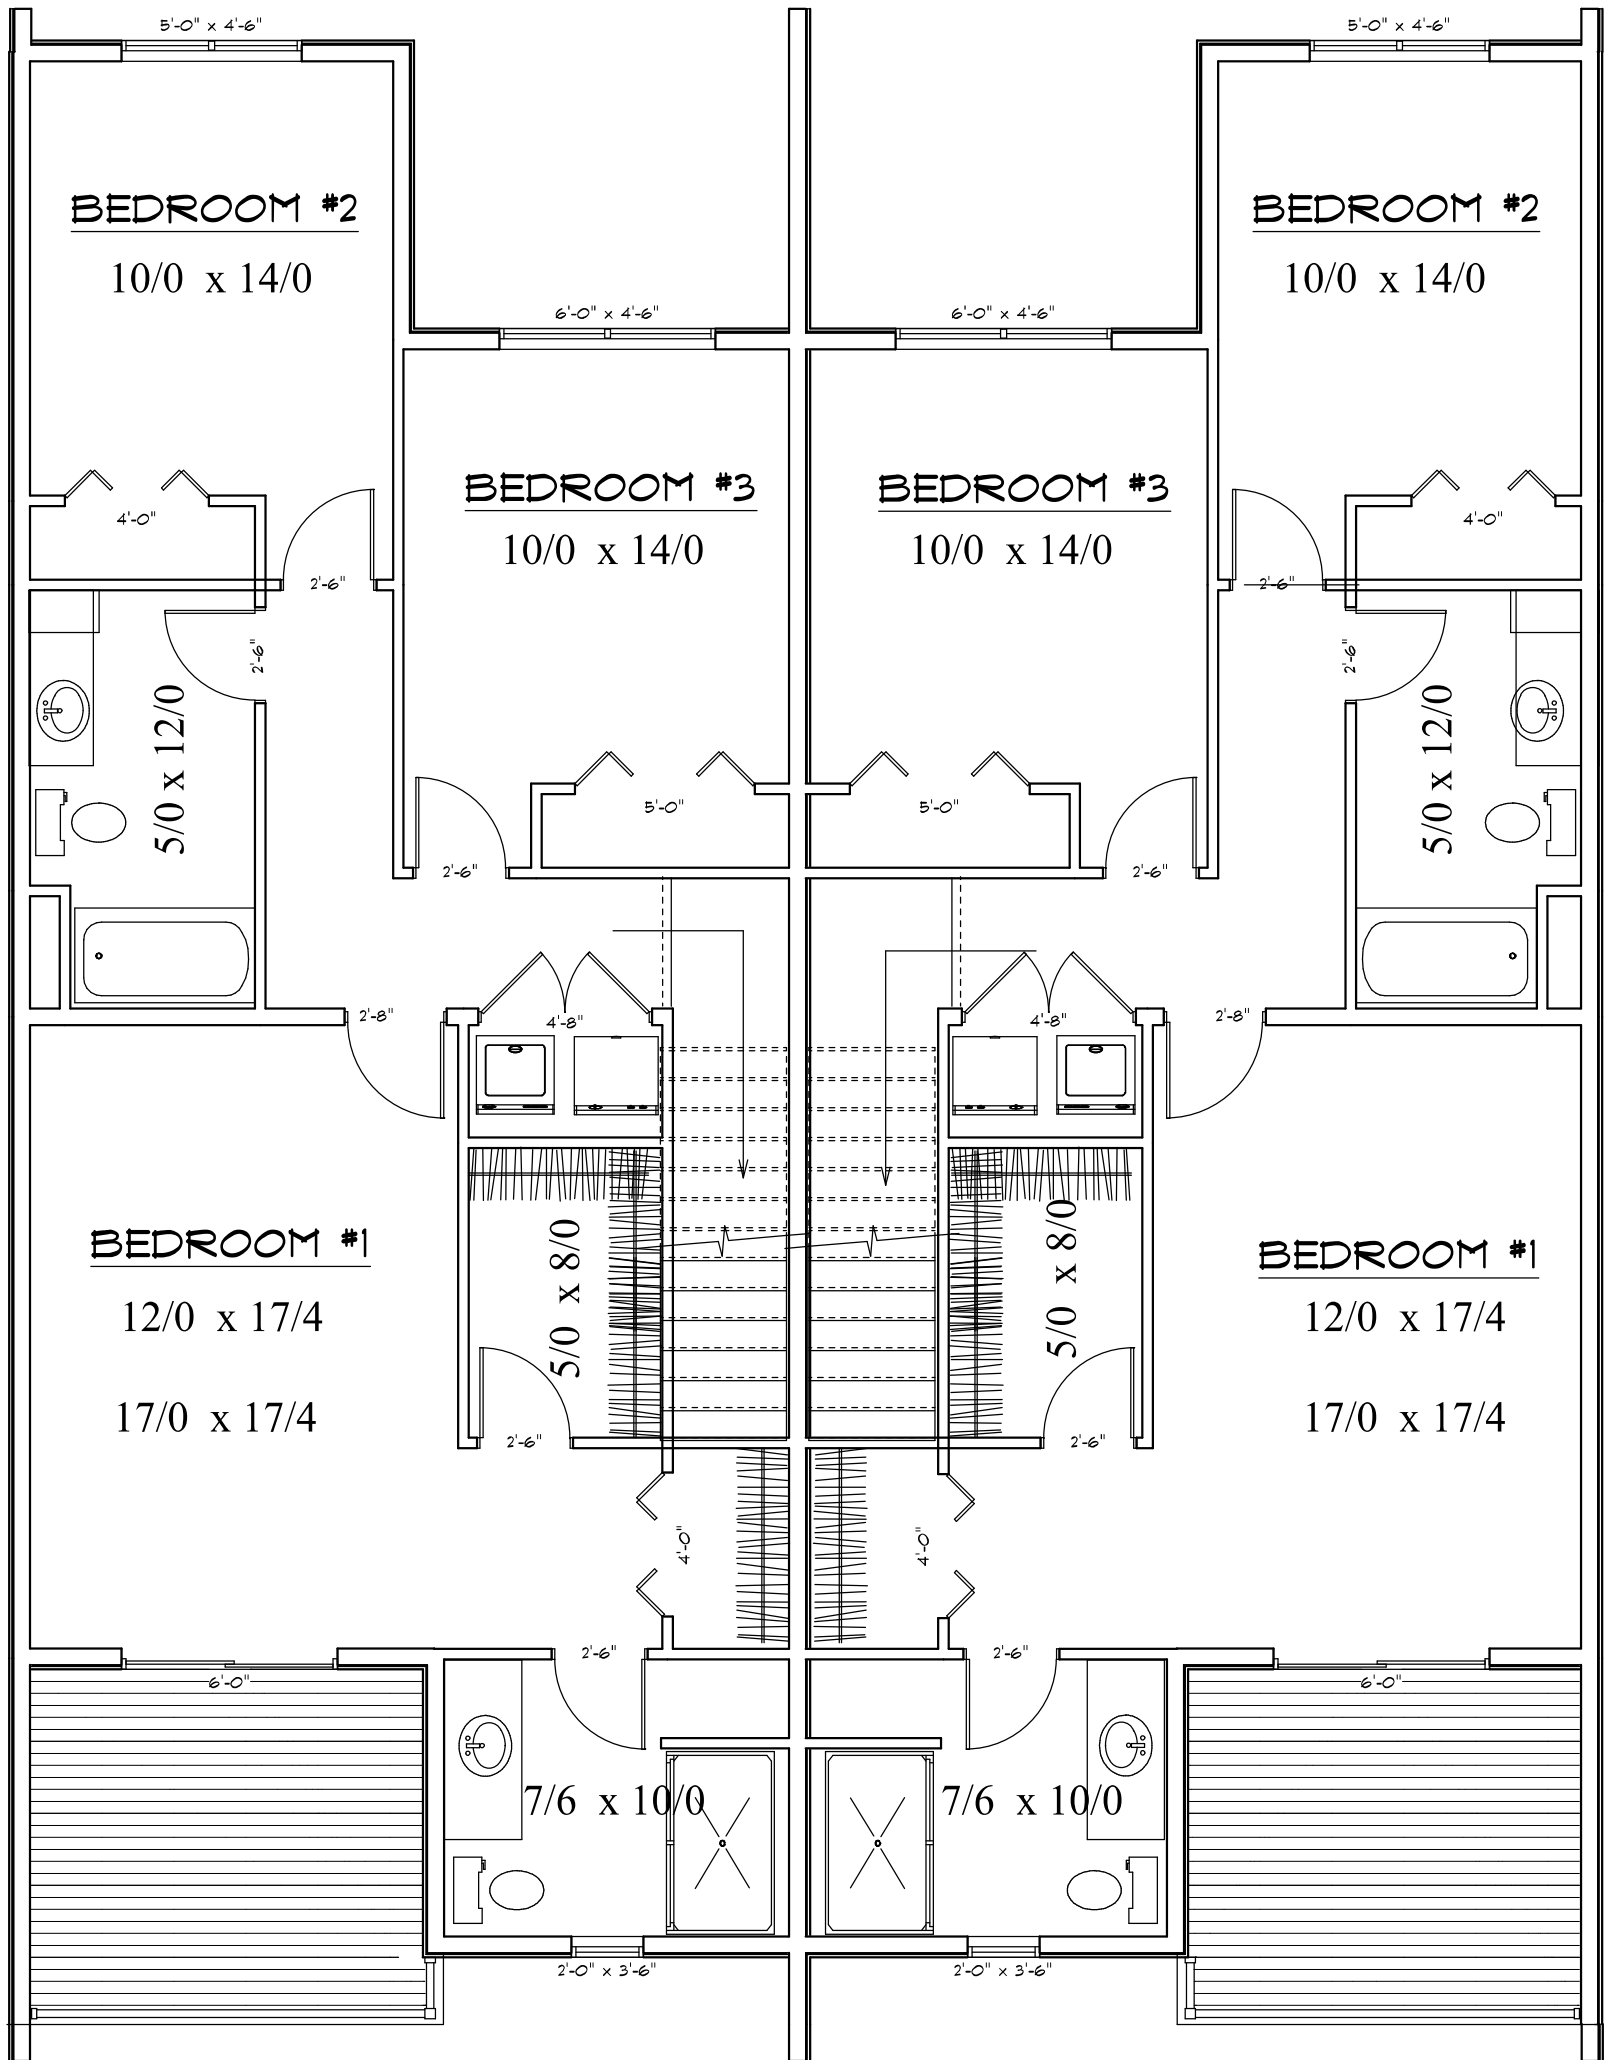 5'-0" x 4'-6"
5'-0" x 4'-6"
BEDROOM #2
10/0 x 14/0
BEDROOM #2
10/0 x 14/0
6'-0" x 4'-6"
6'-0" x 4'-6"
BEDROOM #3
10/0 x 14/0
BEDROOM #3
10/0 x 14/0
4'-0"
4'-0"
2'-6"
2'-6"
2'-6"
2'-6"
5/0 x 12/0
5/0 x 12/0
5'-0"
5'-0"
2'-6"
2'-6"
2'-8"
4'-8"
4'-8"
2'-8"
BEDROOM #1
12/0 x 17/4
17/0 x 17/4
5/0 x 8/0
5/0 x 8/0
BEDROOM #1
12/0 x 17/4
17/0 x 17/4
2'-6"
2'-6"
4'-0"
4'-0"
2'-6"
2'-6"
6'-0"
6'-0"
7/6 x 10/0
7/6 x 10/0
2'-0" x 3'-6"
2'-0" x 3'-6"